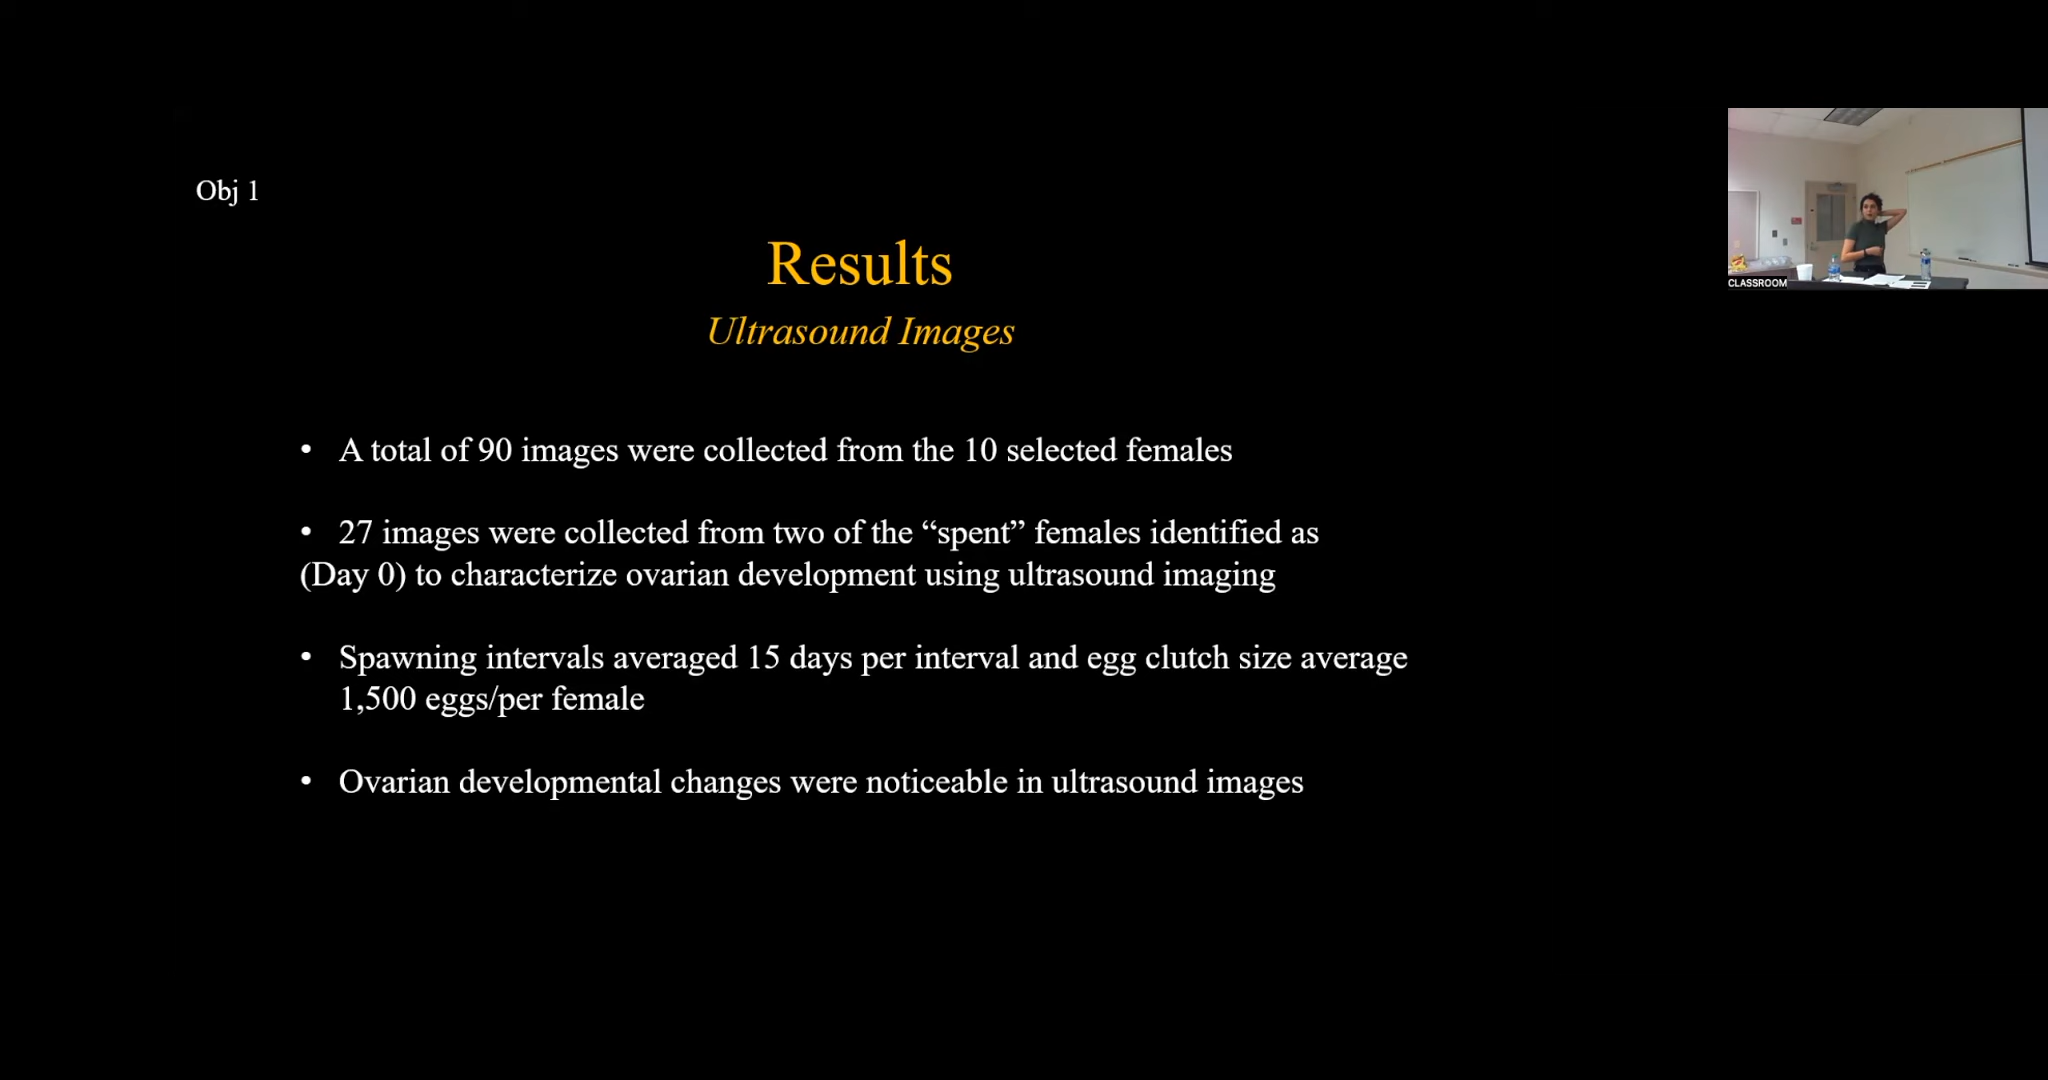 Obj 1
Results
Ultrasound Images
• A total of 90 images were collected from the 10 selected females
• 27 images were collected from two of the “spent” females identified as
(Day 0) to characterize ovarian development using ultrasound imaging
• Spawning intervals averaged 15 days per interval and egg clutch size average
1,500 eggs/per female
• Ovarian developmental changes were noticeable in ultrasound images
CLASSROOM